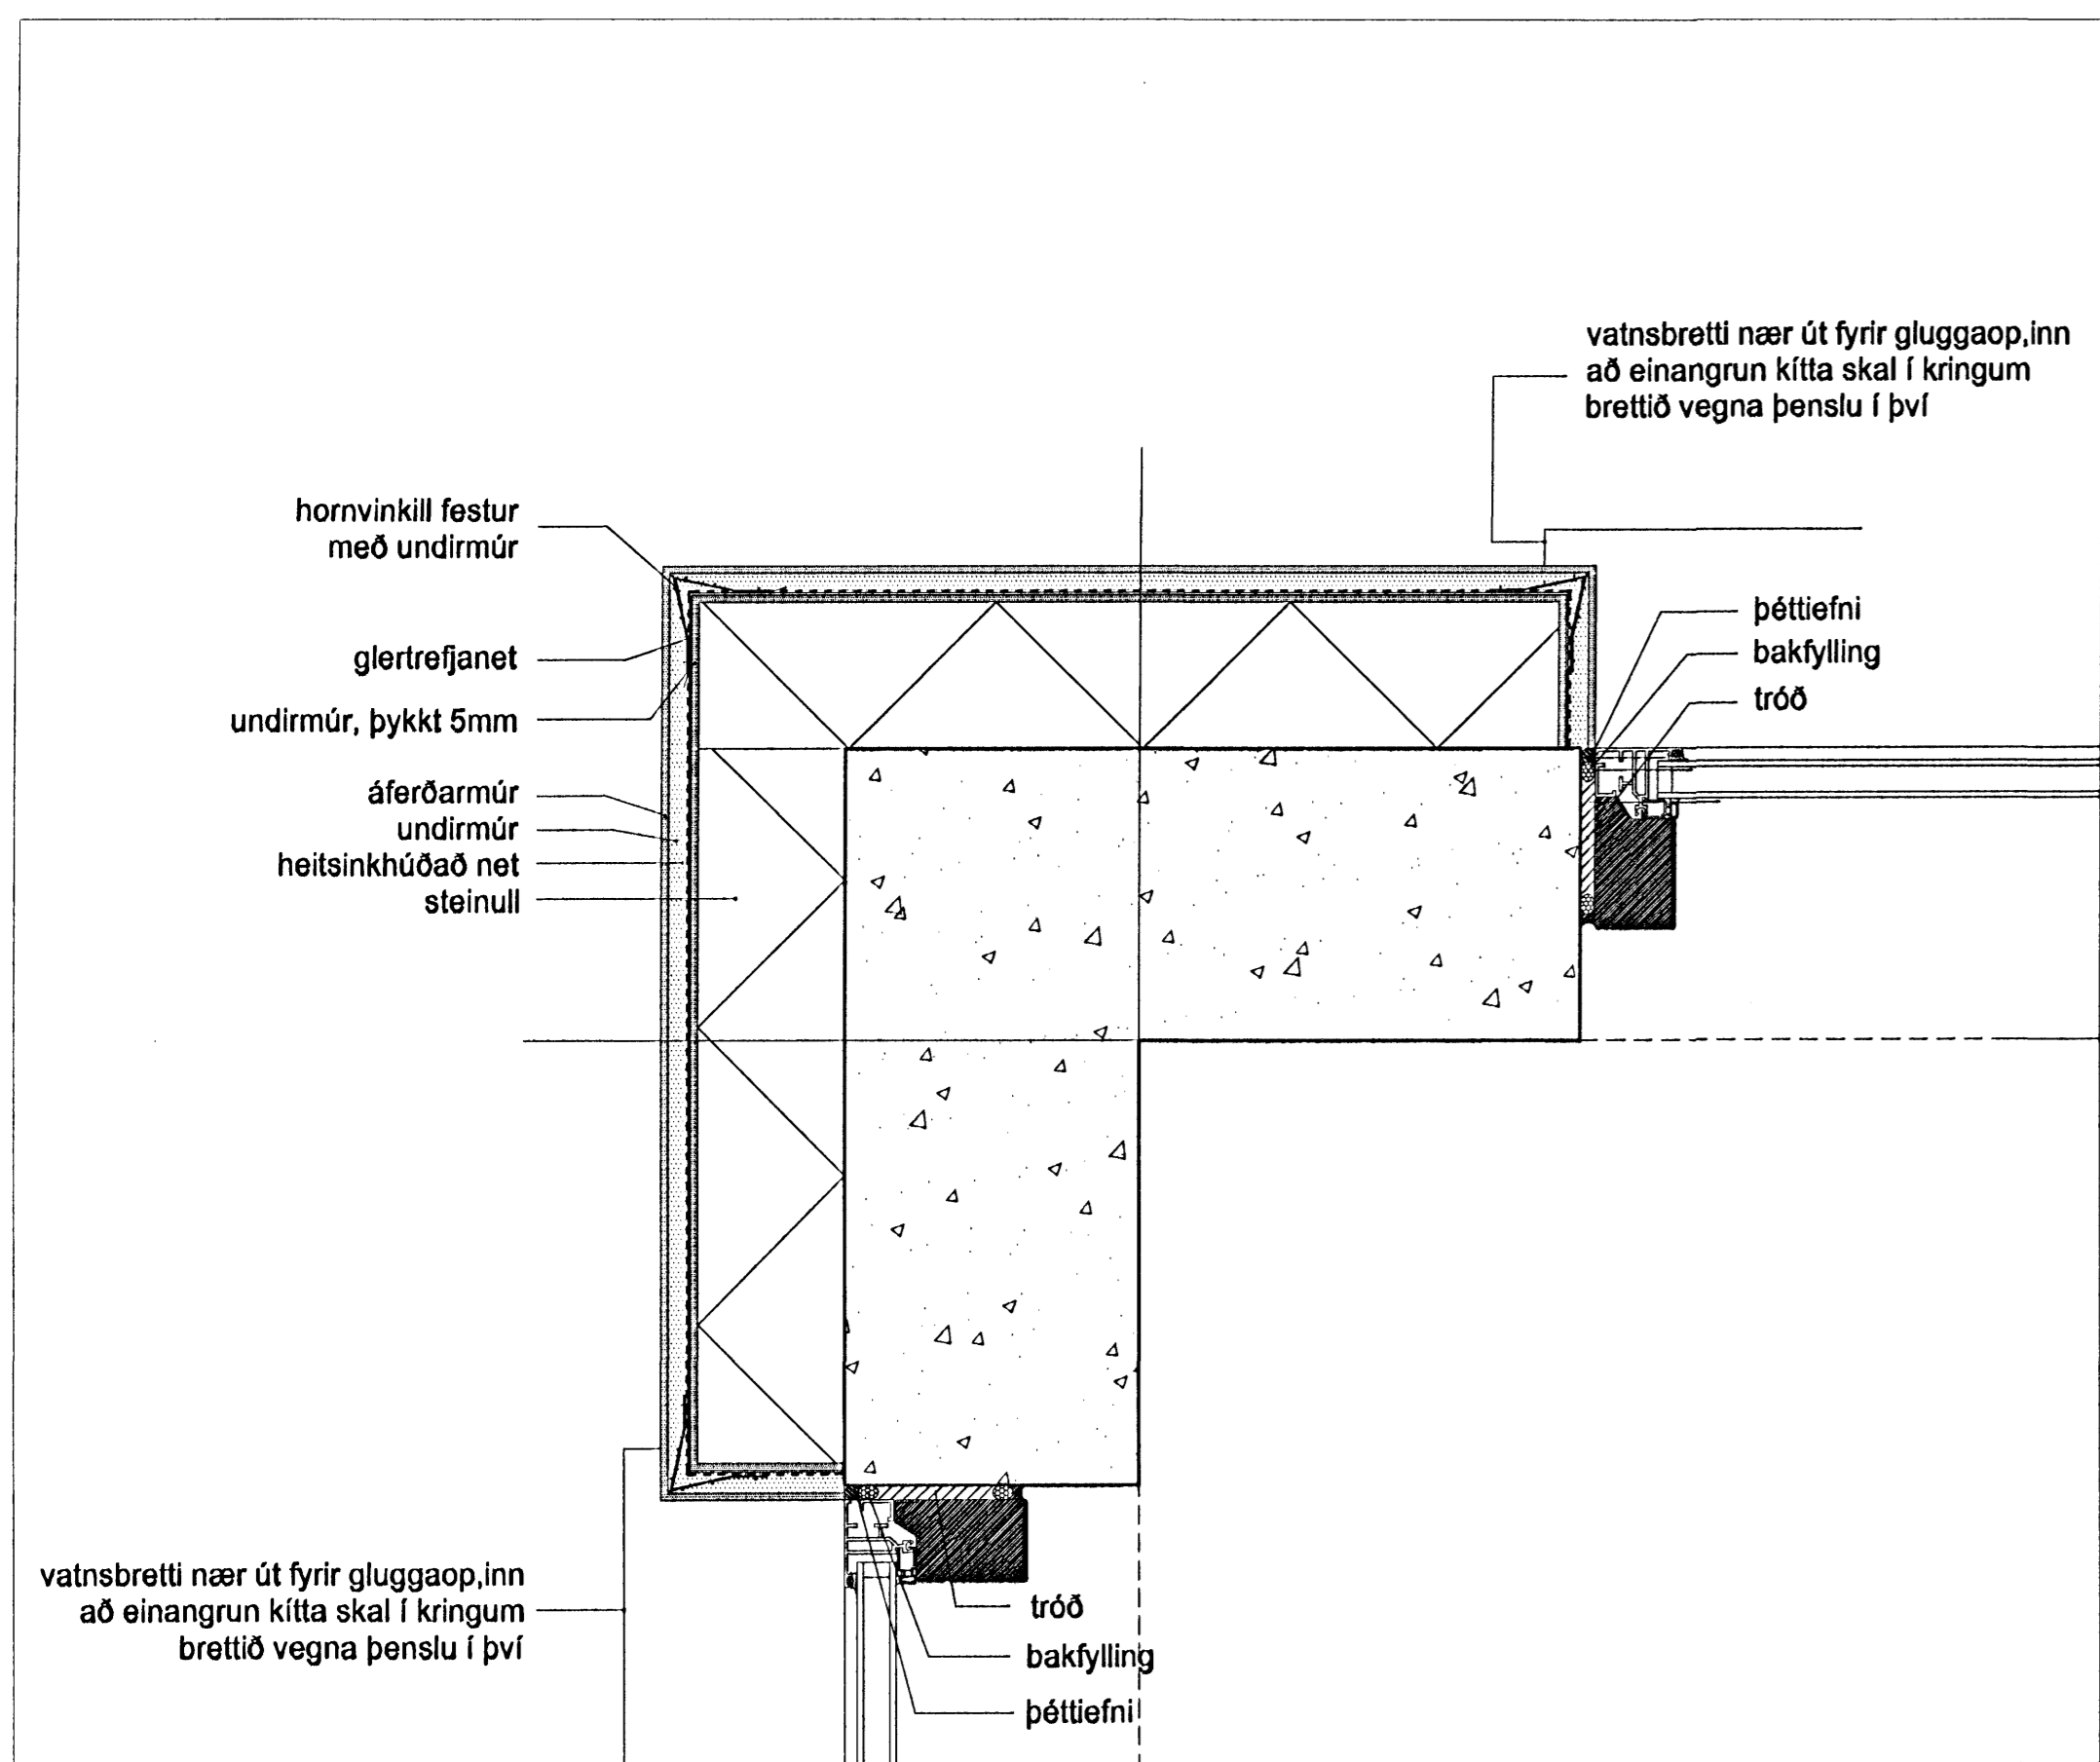 vatnsbretti nær út fyrir gluggaop,inn
að einangrun kítta skal í kringum
brettið vegna þenslu í því
hornvinkill festur
með undirmúr
þéttiefni
bakfylling
tróð
glertrefjanet
undirmúr, þykkt 5mm
áferðarmúr
undirmúr
heitsinkhúðað net
steinull
vatnsbretti nær út fyrir gluggaop,inn
að einangrun kítta skal í kringum
brettið vegna þenslu í því
tróð
bakfylling
þéttiefni